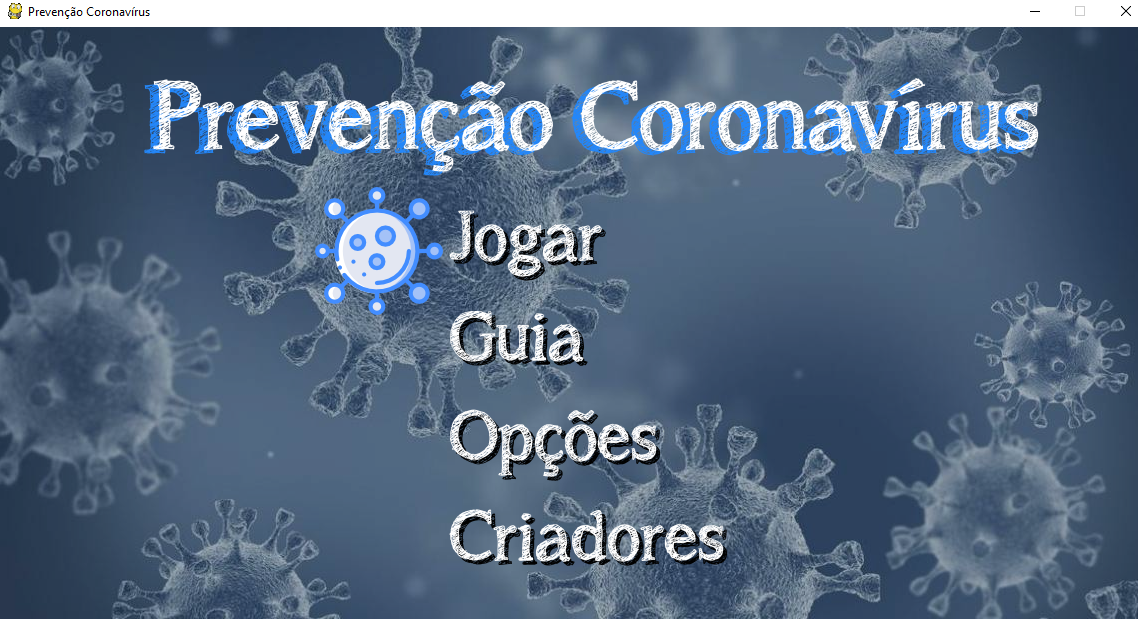 Prevenção Coronavírus
Prevenção Coronavírus
Jogar
Guia
Opções
Criadores